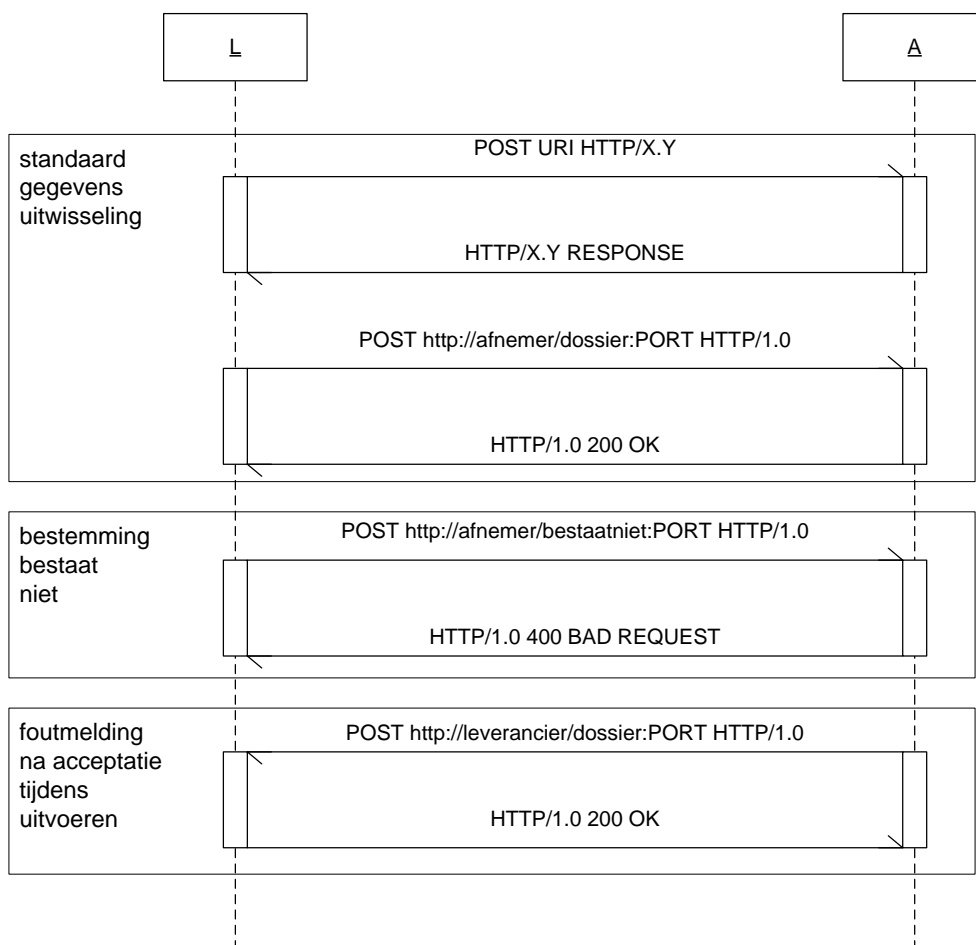 L
A
standaard
gegevens
uitwisseling
POST URI HTTP/X.Y
HTTP/X.Y RESPONSE
POST http://afnemer/dossier:PORT HTTP/1.0
HTTP/1.0 200 OK
bestemming
bestaat
niet
POST http://afnemer/bestaatniet:PORT HTTP/1.0
HTTP/1.0 400 BAD REQUEST
foutmelding
na acceptatie
tijdens
uitvoeren
POST http://leverancier/dossier:PORT HTTP/1.0
HTTP/1.0 200 OK